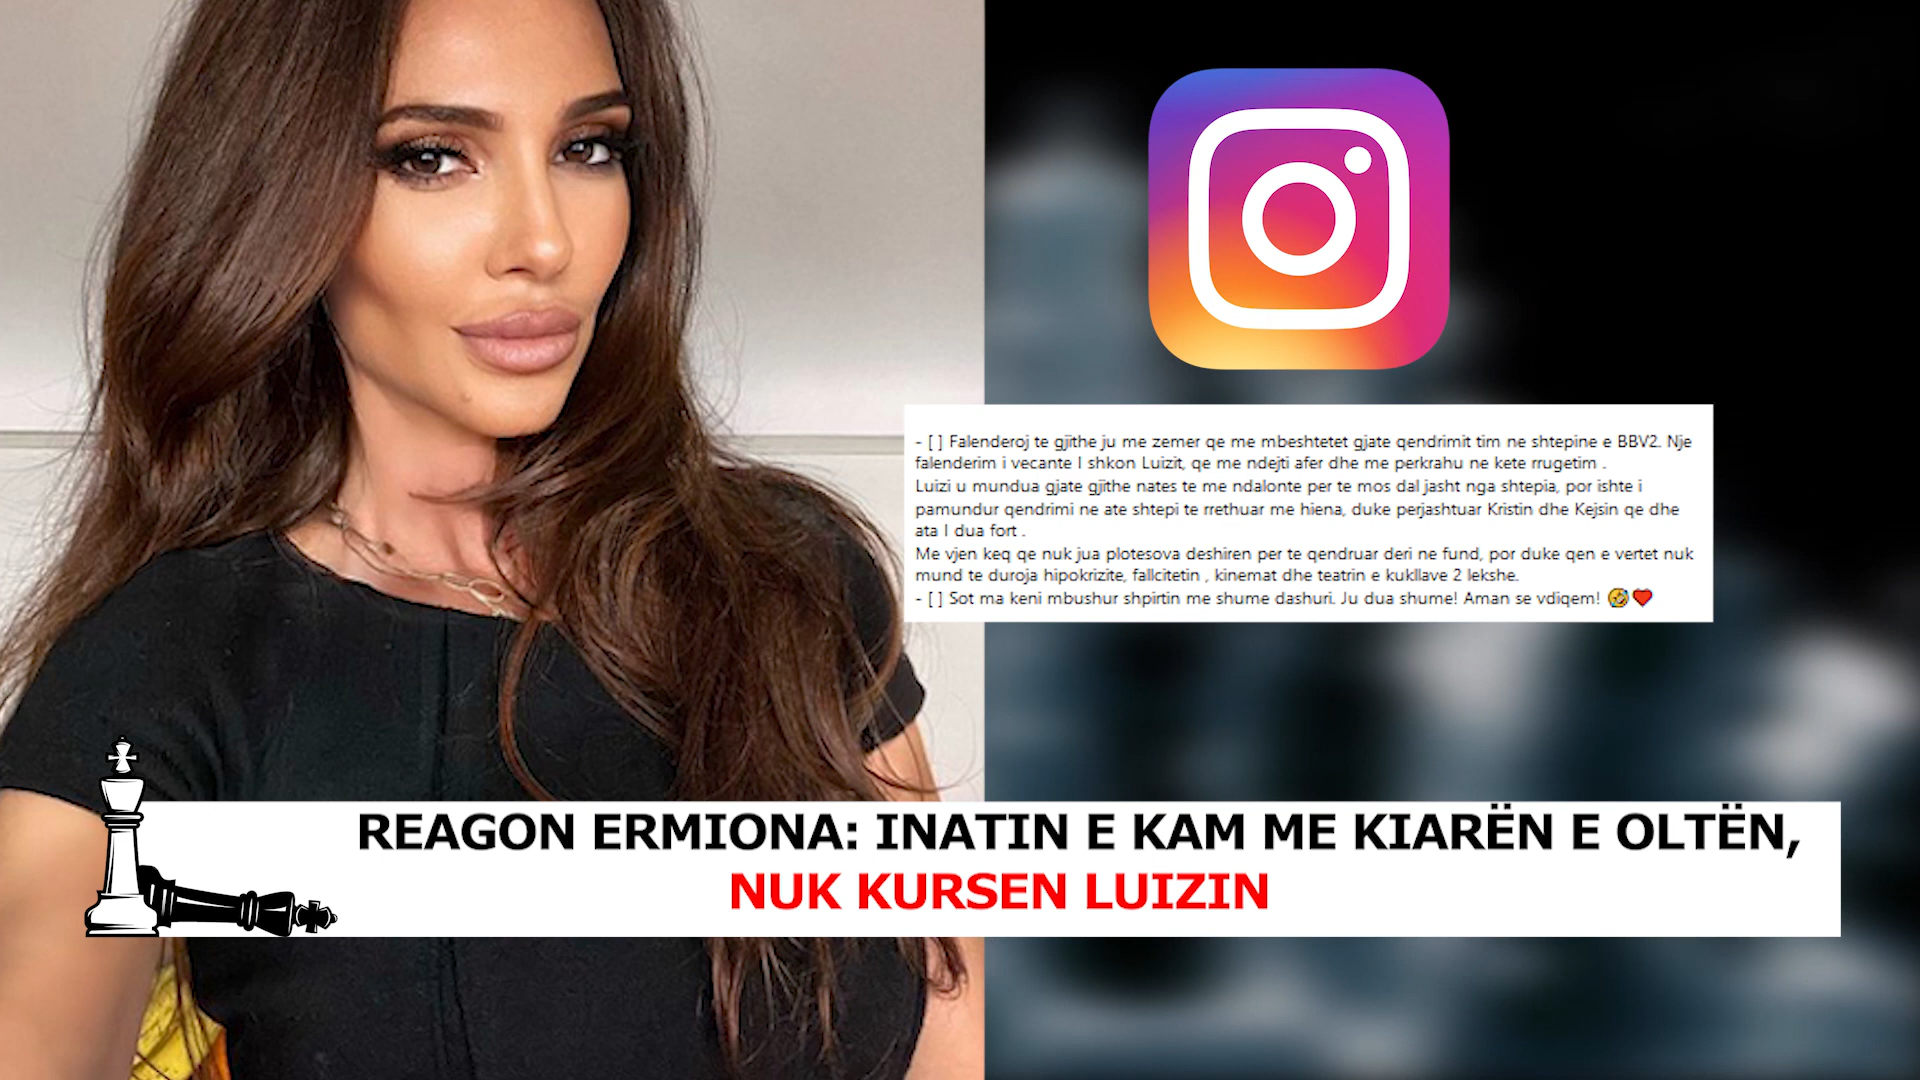 - [ ] Falenderoj te gjithe ju me zemer qe me mbeshtetet gjate qendrimit tim ne shtepine e BBV2. Nje
falenderim i vecante I shkon Luizit, qe me ndejti afer dhe me perkrahu ne kete rrugetim .
Luizi u mundua gjate gjithe nates te me ndalonte per te mos dal jasht nga shtepia, por ishte i
pamundur qendrimi ne ate shtepi te rrethuar me hiena, duke perjashtuar Kristin dhe Kejsin qe dhe
ata I dua fort .
Me vjen keq qe nuk jua plotesova deshiren per te qendruar deri ne fund, por duke qen e vertet nuk
mund te duroja hipokrizite, fallcitetin , kinemat dhe teatrin e kukllave 2 lekshe.
- [ ] Sot ma keni mbushur shpirtin me shume dashuri. Ju dua shume! Aman se vdiqem! 🤣❤️
REAGON ERMIONA: INATIN E KAM ME KIARËN E OLTËN,
NUK KURSEN LUIZIN